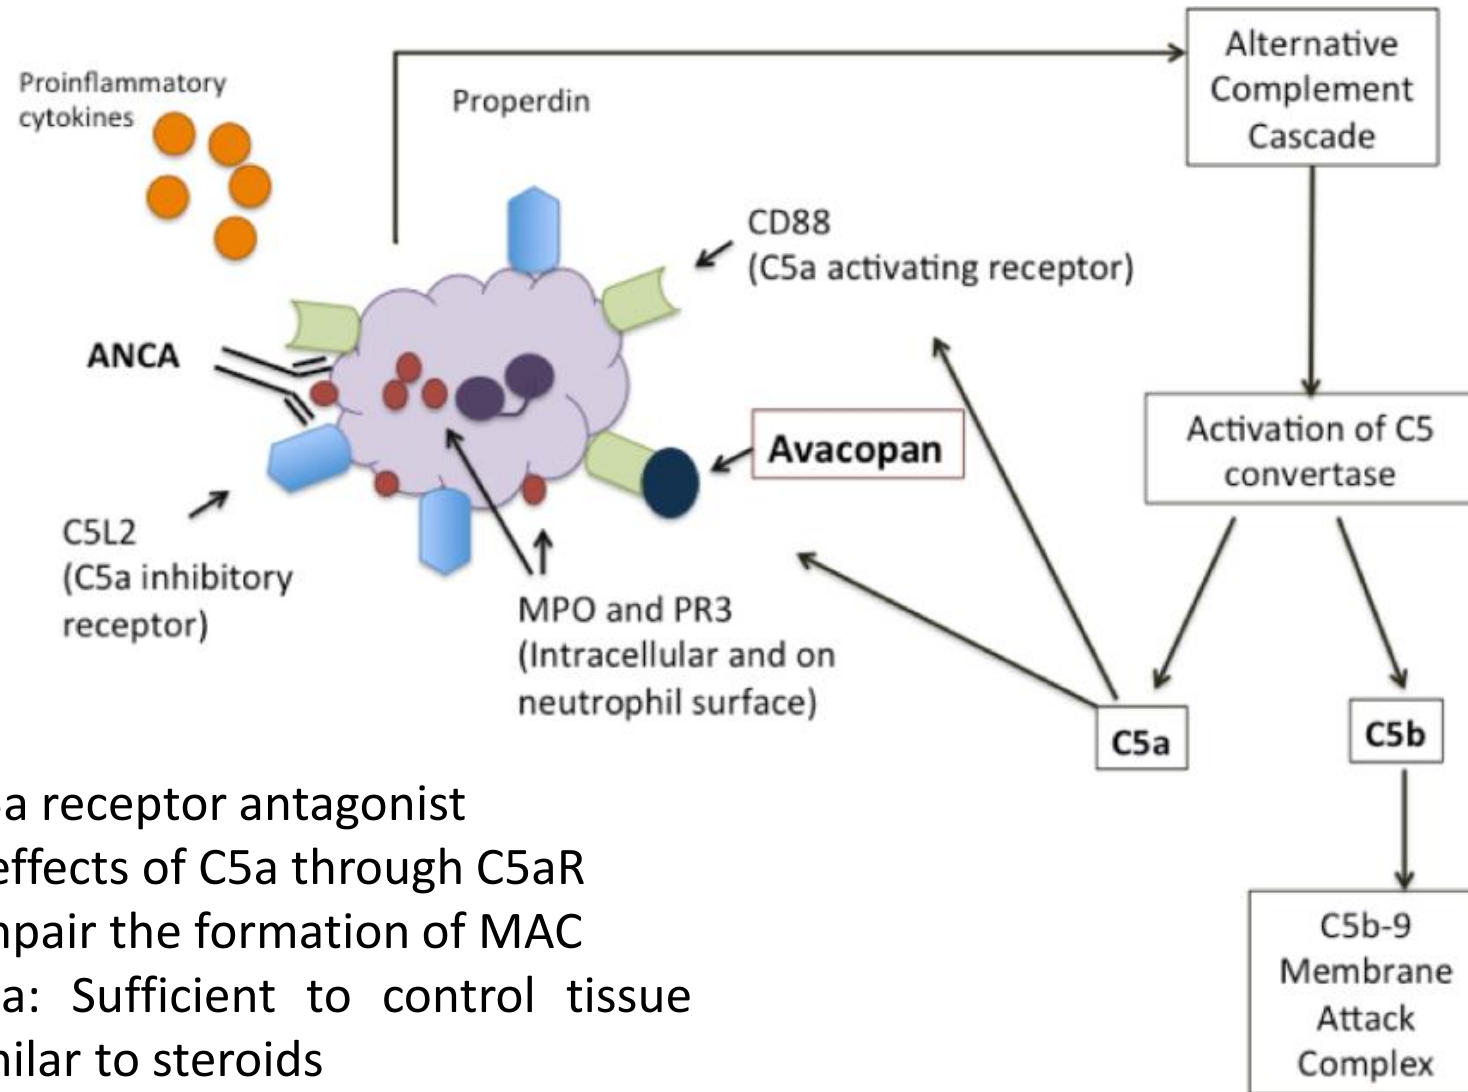 Proinflammatory
cytokines
Properdin
Alternative
Complement
Cascade
CD88
(C5a activating receptor)
ANCA
Avacopan
Activation of C5
convertase
C5L2
(C5a inhibitory
receptor)
MPO and PR3
(Intracellular and on
neutrophil surface)
C5a
C5b
C5b-9
Membrane
Attack
Complex
a receptor antagonist
effects of C5a through C5aR
the formation of MAC
a: Sufficient to control tissue
to steroids